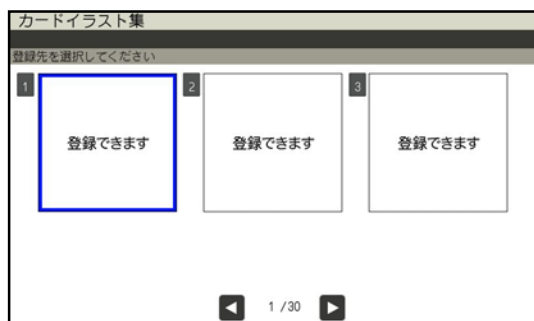 カードイラスト集
登録先を選択してください
1 2 3
登録できます 登録できます 登録できます
1 /30